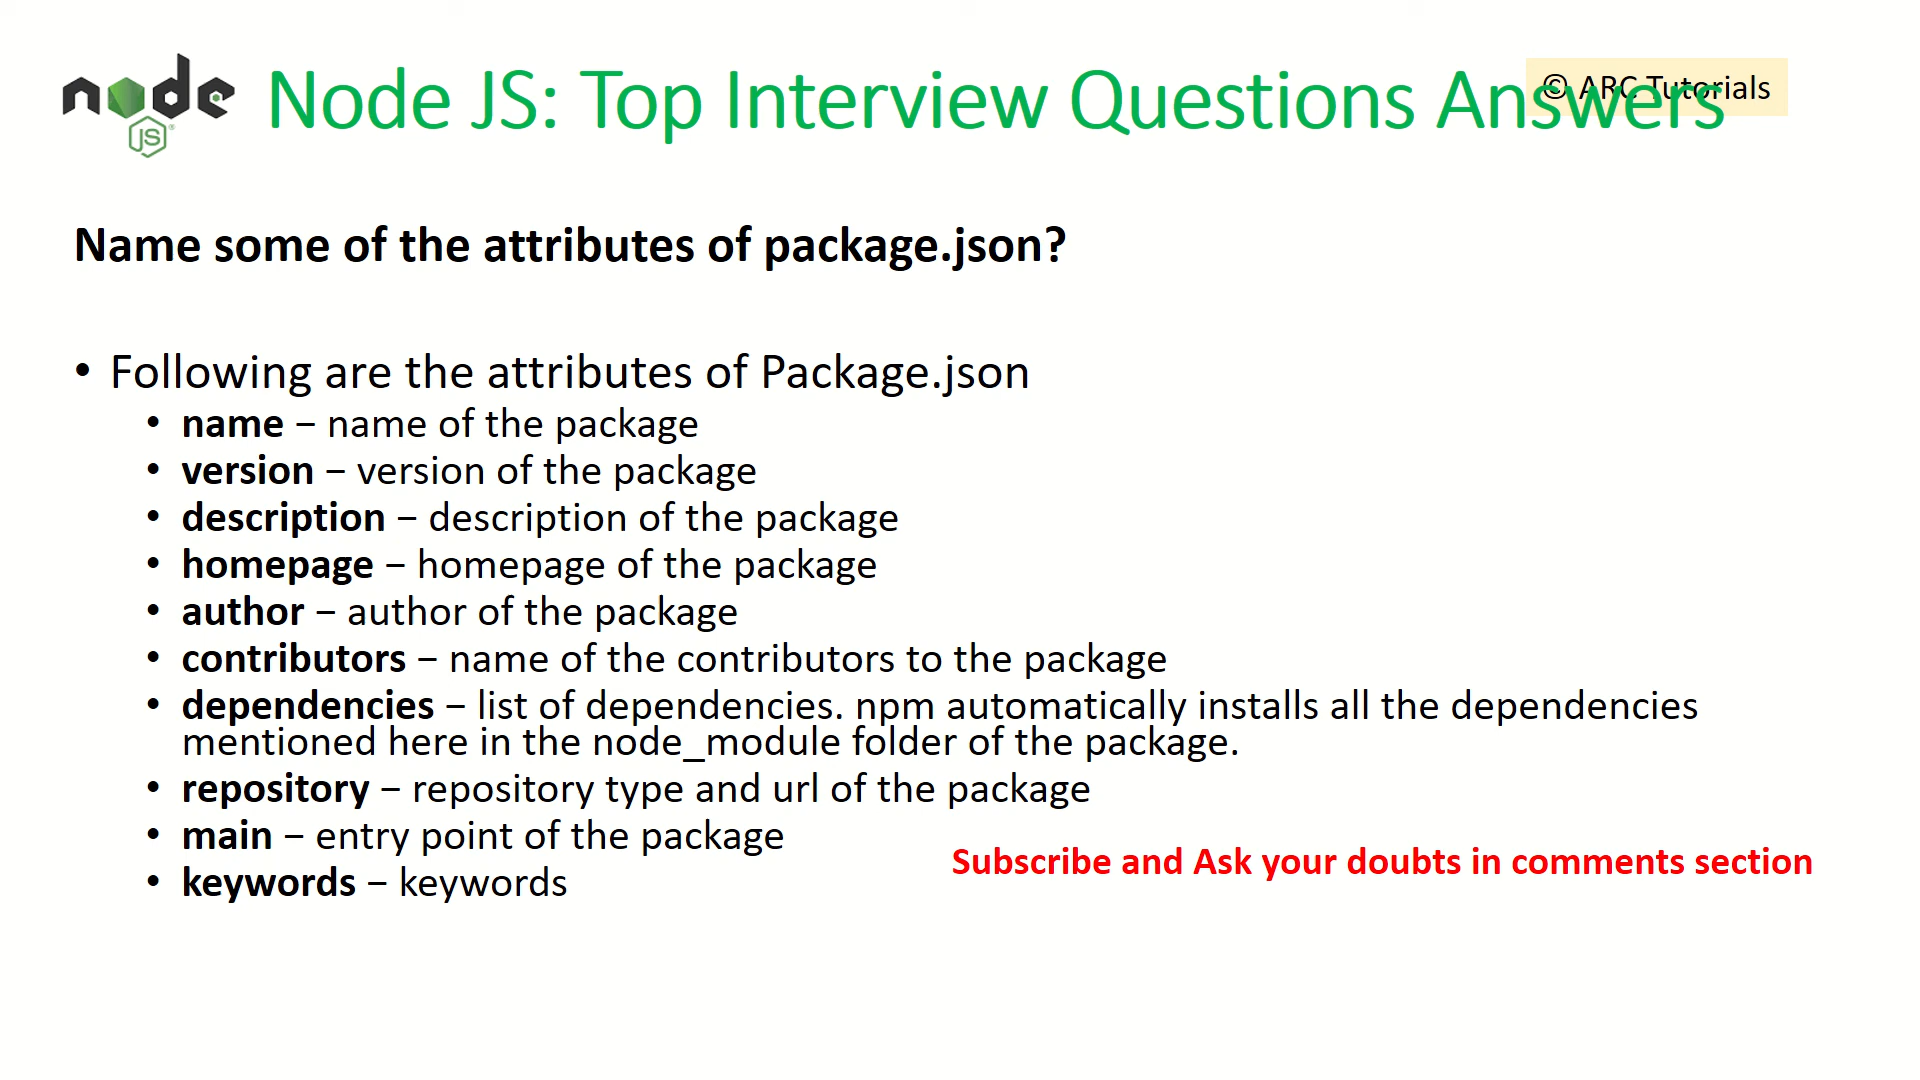 node
JS
Node JS: Top Interview Questions Answers
© ARC Tutorials
Name some of the attributes of package.json?
• Following are the attributes of Package.json
• name – name of the package
• version – version of the package
• description – description of the package
• homepage – homepage of the package
• author – author of the package
• contributors – name of the contributors to the package
• dependencies – list of dependencies. npm automatically installs all the dependencies
mentioned here in the node_module folder of the package.
• repository – repository type and url of the package
• main – entry point of the package
• keywords – keywords
Subscribe and Ask your doubts in comments section